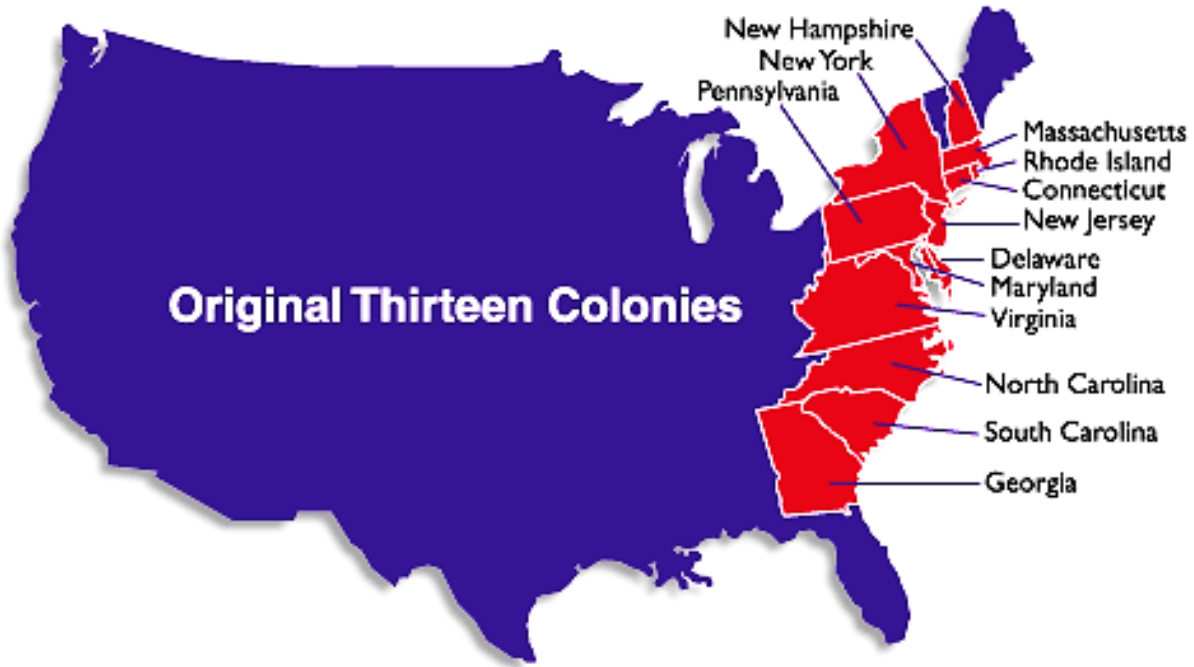 New Hampshire
New York
Pennsylvania
Massachusetts
Rhode Island
Connecticut
New Jersey
Delaware
Maryland
Original Thirteen Colonies
Virginia
North Carolina
South Carolina
Georgia